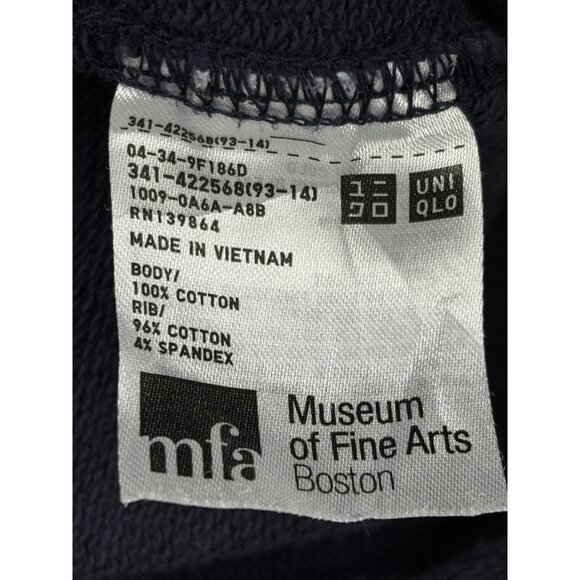 341-422568(93-14)
04-34-9F186D
341-422568(93-14)
1009-0A6A-A8B
RN139864
MADE IN VIETNAM
BODY/
100% COTTON
RIB/
96% COTTON
4% SPANDEX
ユニ
クロ
UNI
QLO
mfa
Museum
of Fine Arts
Boston